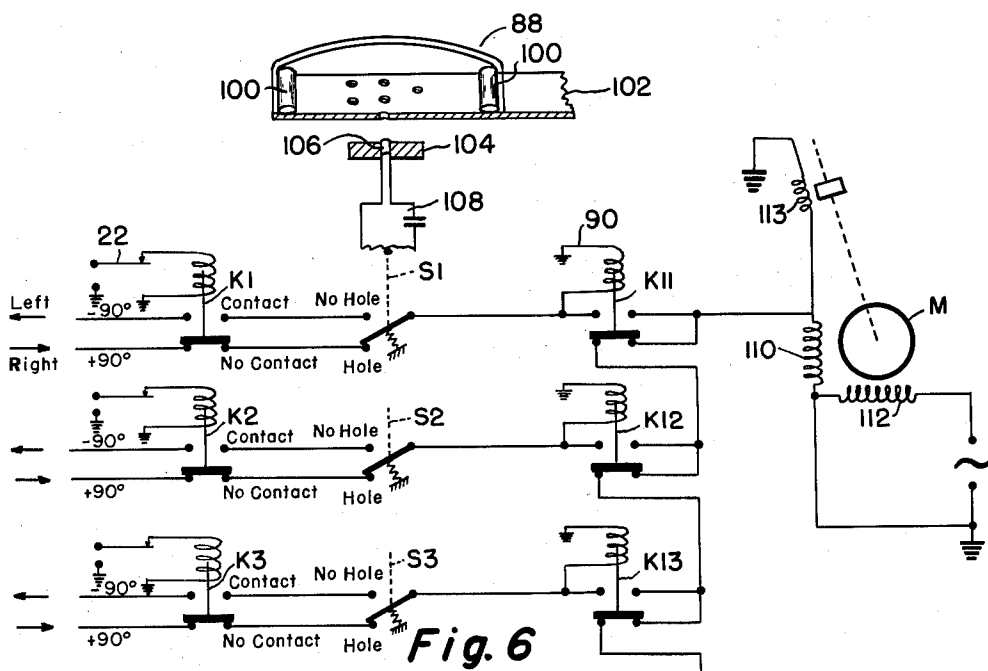 88
100
100
102
106
104
108
113
22
90
S1
K1
K11
Left
-90°
Contact
No Hole
M
Right
+90°
No Contact
Hole
110
112
K2
S2
K12
-90°
Contact
No Hole
+90°
No Contact
Hole
K3
S3
K13
-90°
Contact
No Hole
+90°
No Contact
Hole
Fig. 6